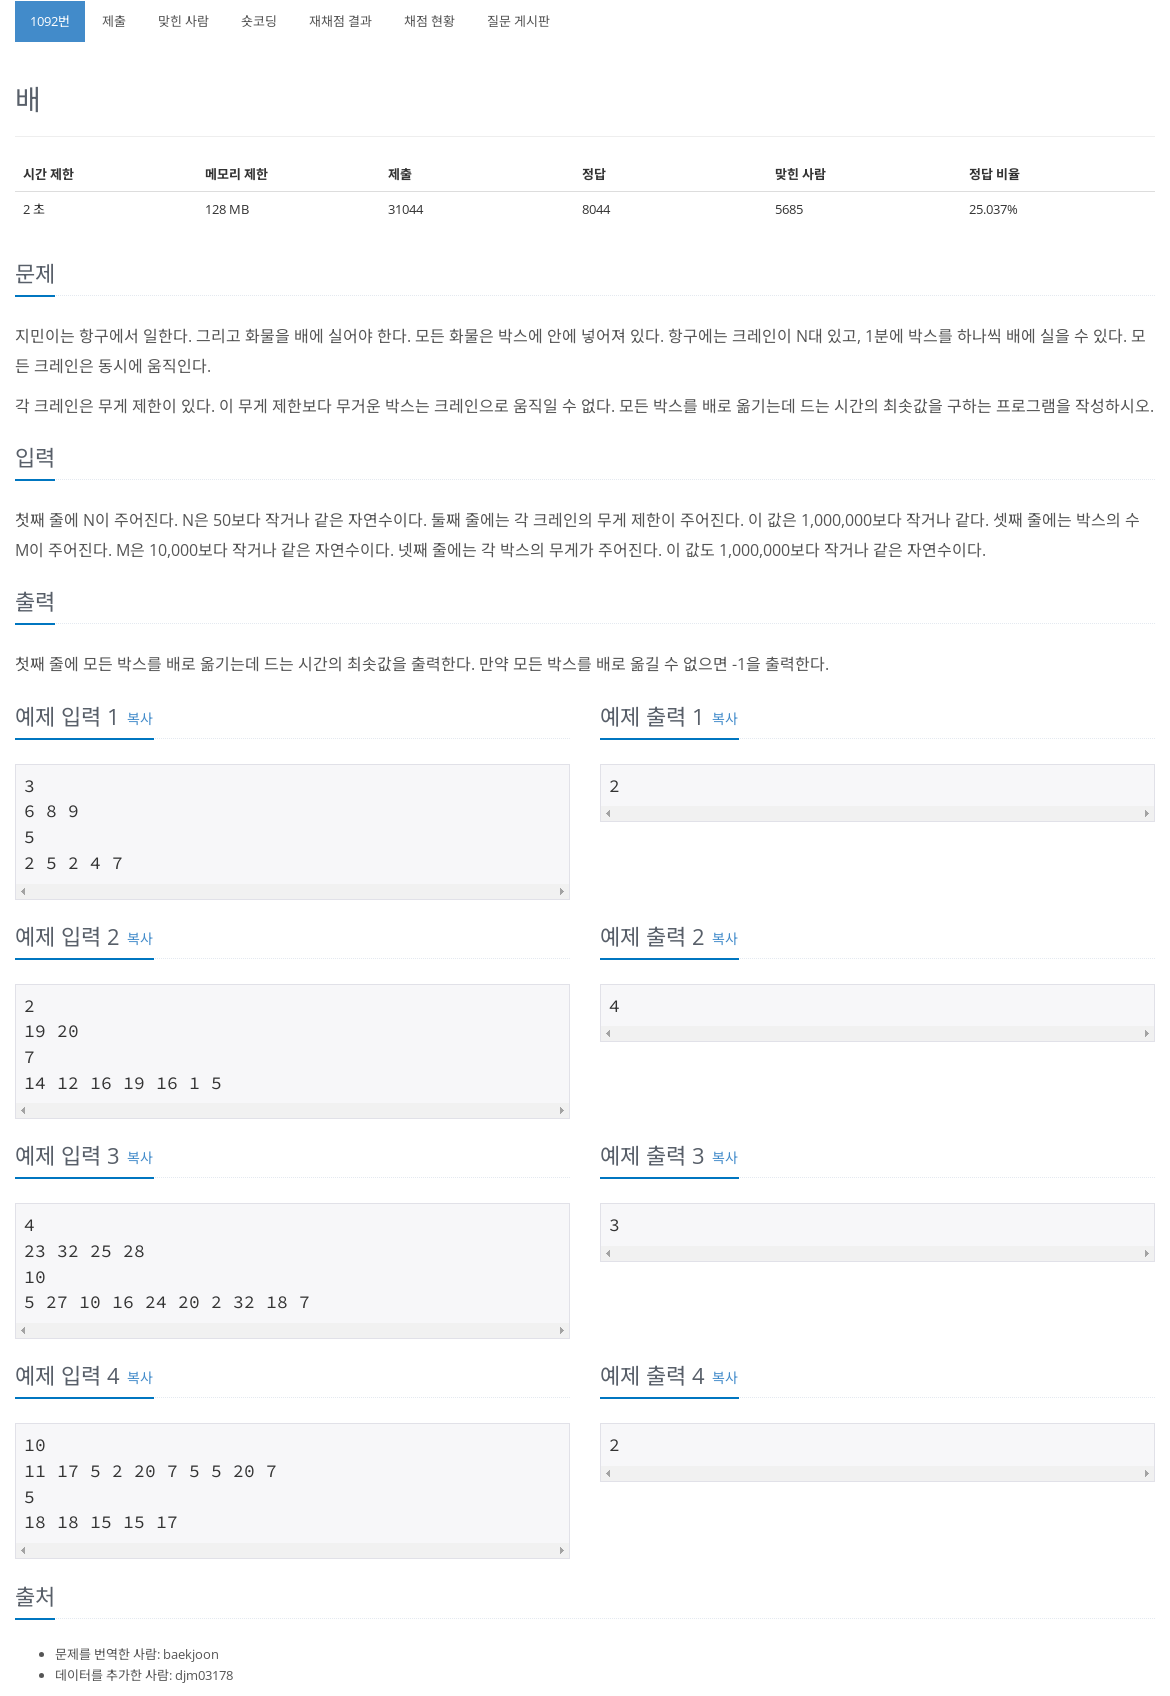 1092번 제출 맞힌 사람 숏코딩 재채점 결과 채점 현황 질문 게시판
배
시간 제한 메모리 제한 제출 정답 맞힌 사람 정답 비율
2 초 128 MB 31044 8044 5685 25.037%
문제
지민이는 항구에서 일한다. 그리고 화물을 배에 실어야 한다. 모든 화물은 박스에 안에 넣어져 있다. 항구에는 크레인이 N대 있고, 1분에 박스를 하나씩 배에 실을 수 있다. 모
든 크레인은 동시에 움직인다.
각 크레인은 무게 제한이 있다. 이 무게 제한보다 무거운 박스는 크레인으로 움직일 수 없다. 모든 박스를 배로 옮기는데 드는 시간의 최솟값을 구하는 프로그램을 작성하시오.
입력
첫째 줄에 N이 주어진다. N은 50보다 작거나 같은 자연수이다. 둘째 줄에는 각 크레인의 무게 제한이 주어진다. 이 값은 1,000,000보다 작거나 같다. 셋째 줄에는 박스의 수
M이 주어진다. M은 10,000보다 작거나 같은 자연수이다. 넷째 줄에는 각 박스의 무게가 주어진다. 이 값도 1,000,000보다 작거나 같은 자연수이다.
출력
첫째 줄에 모든 박스를 배로 옮기는데 드는 시간의 최솟값을 출력한다. 만약 모든 박스를 배로 옮길 수 없으면 -1을 출력한다.
예제 입력 1 복사
3
6 8 9
5
2 5 2 4 7
예제 출력 1 복사
2
예제 입력 2 복사
2
19 20
7
14 12 16 19 16 1 5
예제 출력 2 복사
4
예제 입력 3 복사
4
23 32 25 28
10
5 27 10 16 24 20 2 32 18 7
예제 출력 3 복사
3
예제 입력 4 복사
10
11 17 5 2 20 7 5 5 20 7
5
18 18 15 15 17
예제 출력 4 복사
2
출처
문제를 번역한 사람: baekjoon
데이터를 추가한 사람: djm03178